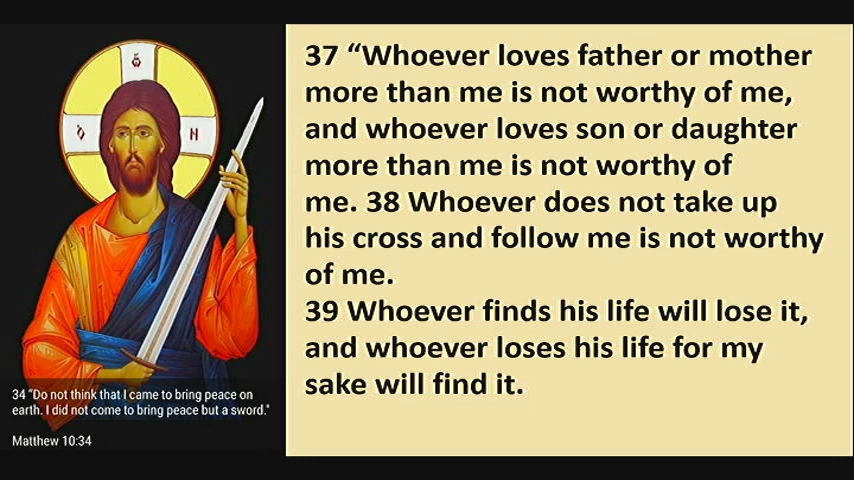 ὤ
Ὁ
Ν
34 “Do not think that I came to bring peace on
earth. I did not come to bring peace but a sword."
Matthew 10:34
37 “Whoever loves father or mother
more than me is not worthy of me,
and whoever loves son or daughter
more than me is not worthy of
me. 38 Whoever does not take up
his cross and follow me is not worthy
of me.
39 Whoever finds his life will lose it,
and whoever loses his life for my
sake will find it.